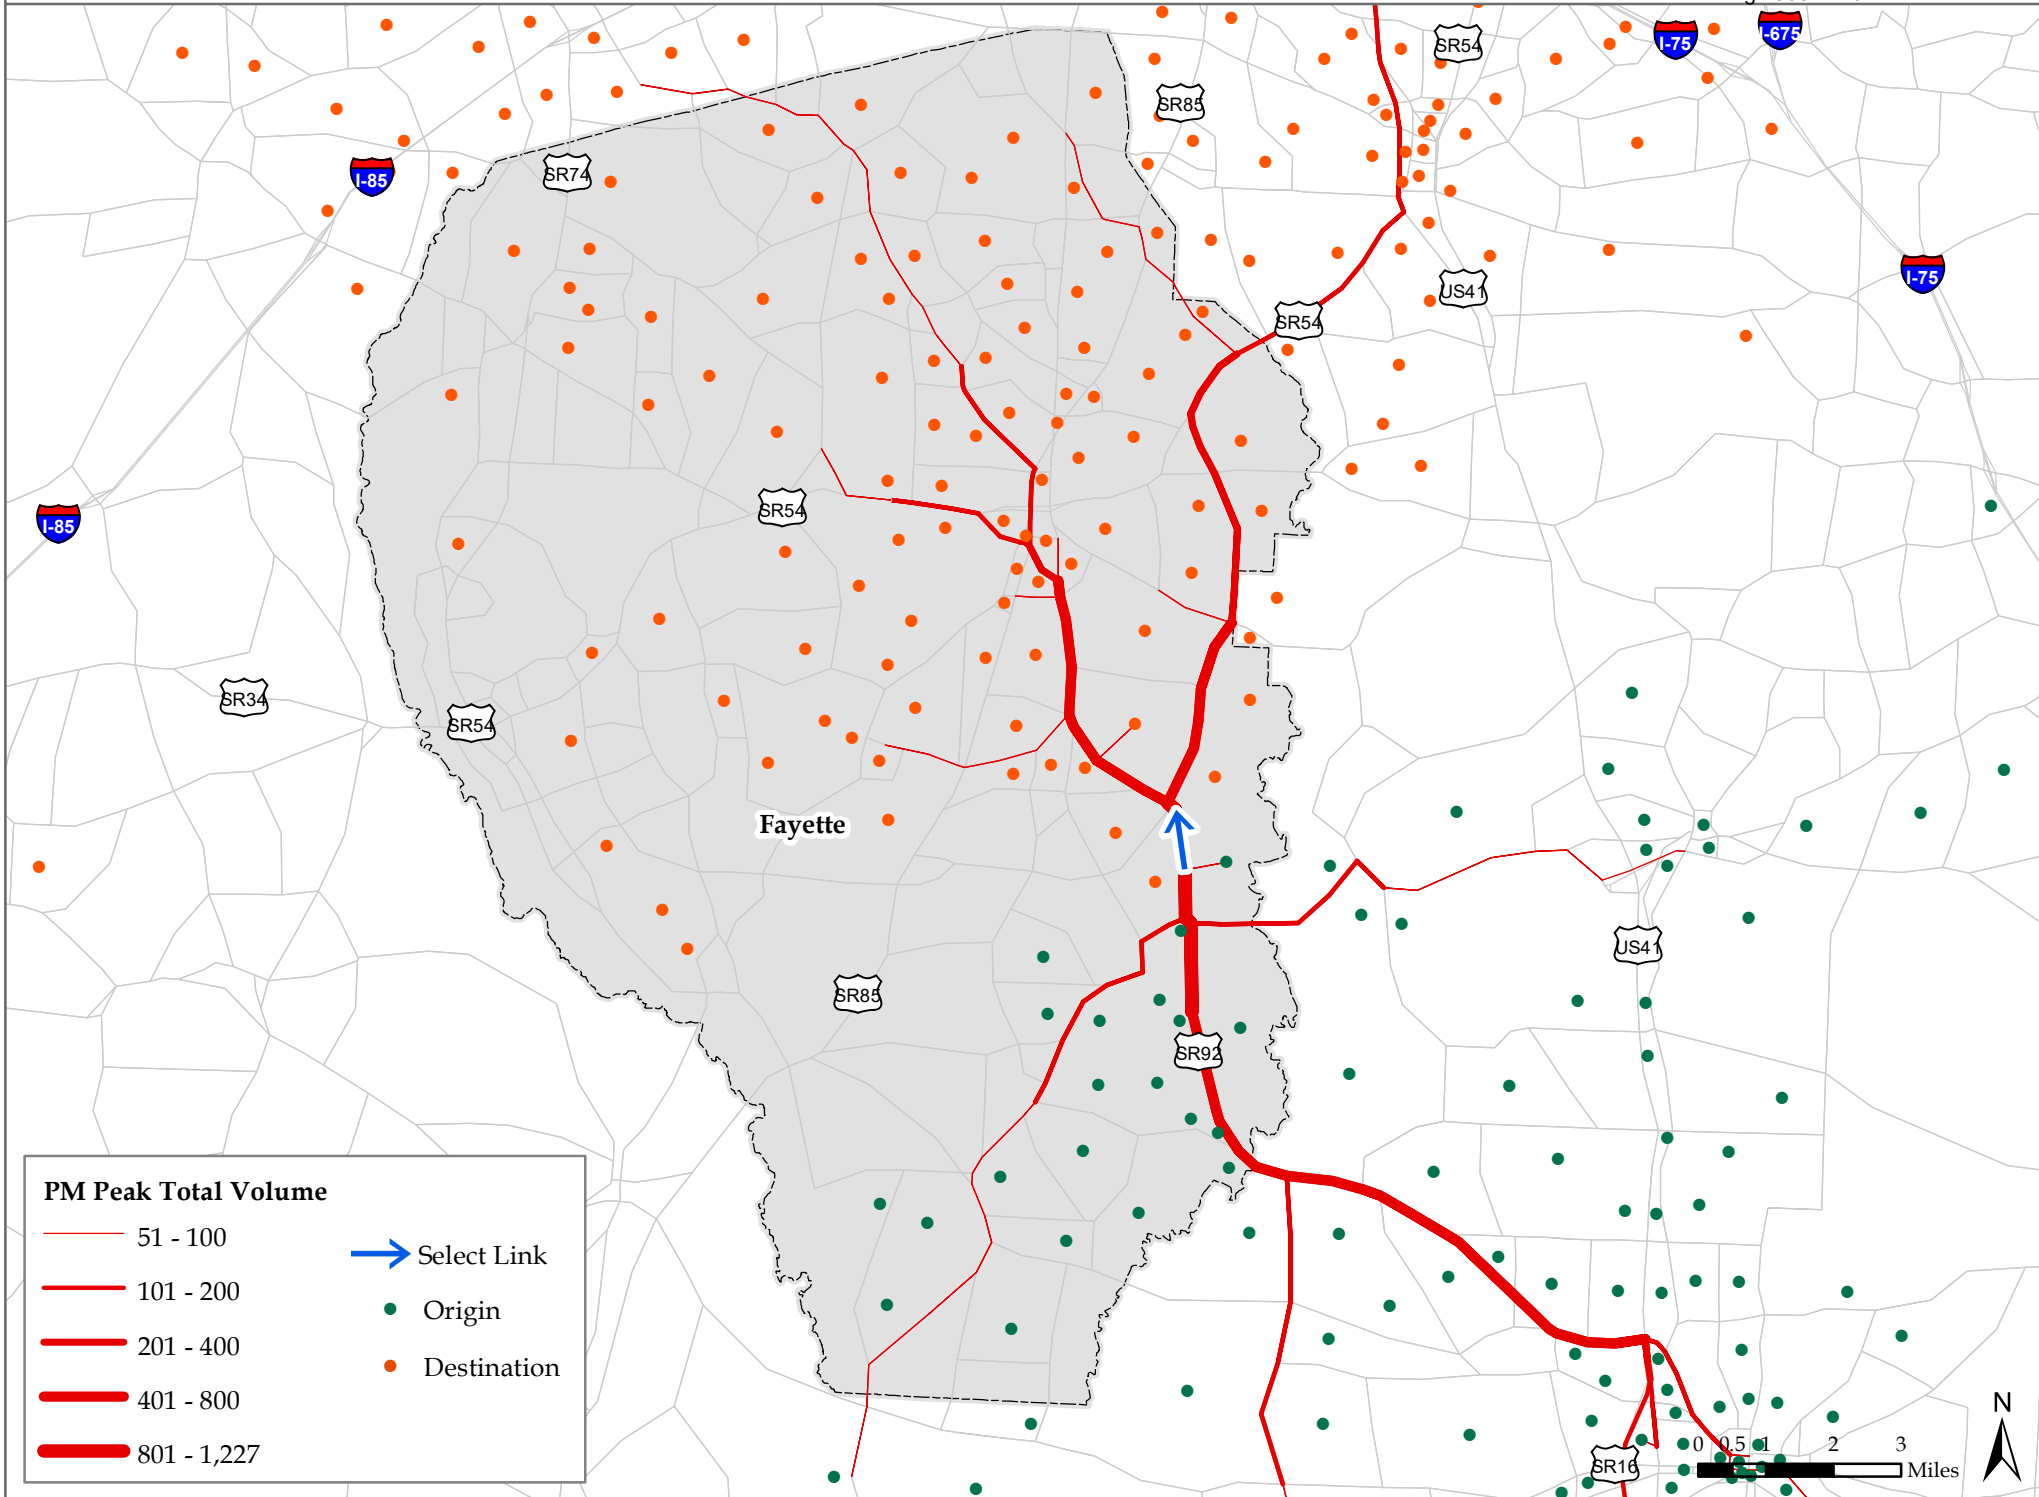 SR54
I-75
I-675
SR85
SR74
I-85
I-75
US41
SR54
SR54
I-85
SR34
SR54
Fayette
US41
SR85
SR92
PM Peak Total Volume
51 - 100
101 - 200
201 - 400
401 - 800
801 - 1,227
Select Link
Origin
Destination
N
0 0.5 1 2 3
Miles
SR16